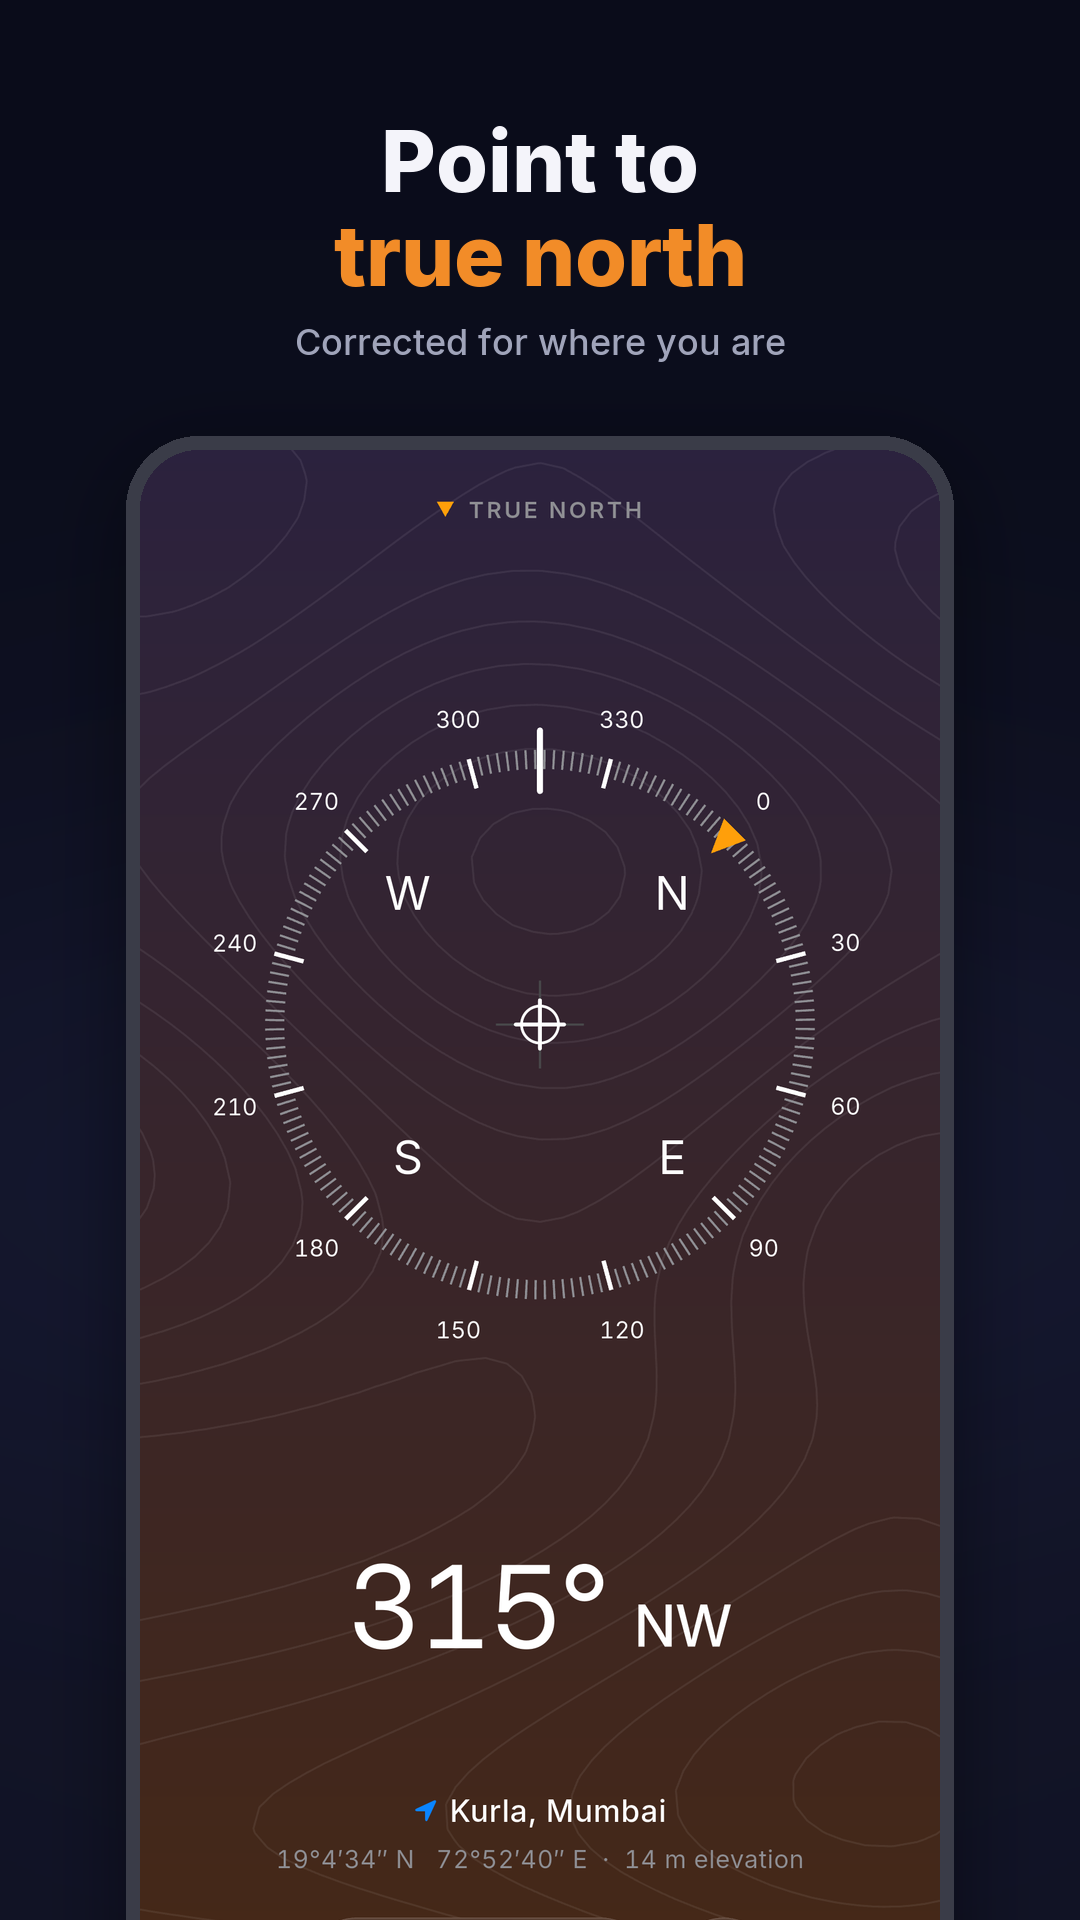 Point to
true north
Corrected for where you are
TRUE NORTH
300 330
270 0
W N
240 30
210 60
S E
180 90
150 120
315° NW
Kurla, Mumbai
19°4′34″ N 72°52′40″ E · 14 m elevation